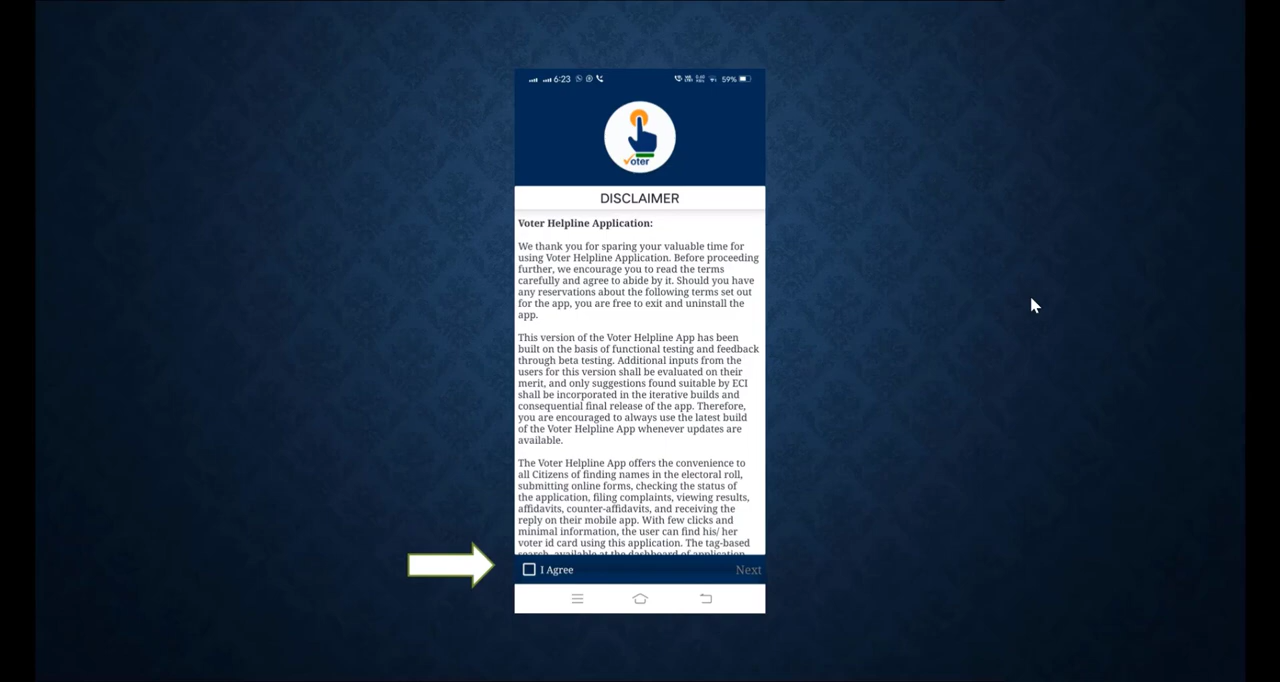 6:23 59%
Voter
DISCLAIMER
Voter Helpline Application:
We thank you for sparing your valuable time for
using Voter Helpline Application. Before proceeding
further, we encourage you to read the terms
carefully and agree to abide by it. Should you have
any reservations about the following terms set out
for the app, you are free to exit and uninstall the
app.
This version of the Voter Helpline App has been
built on the basis of functional testing and feedback
through beta testing. Additional inputs from the
users for this version shall be evaluated on their
merit, and only suggestions found suitable by ECI
shall be incorporated in the iterative builds and
consequential final release of the app. Therefore,
you are encouraged to always use the latest build
of the Voter Helpline App whenever updates are
available.
The Voter Helpline App offers the convenience to
all Citizens of finding names in the electoral roll,
submitting online forms, checking the status of
the application, filing complaints, viewing results,
affidavits, counter-affidavits, and receiving the
reply on their mobile app. With few clicks and
minimal information, the user can find his/ her
voter id card using this application. The tag-based
search, available at the dashboard of application
I Agree Next